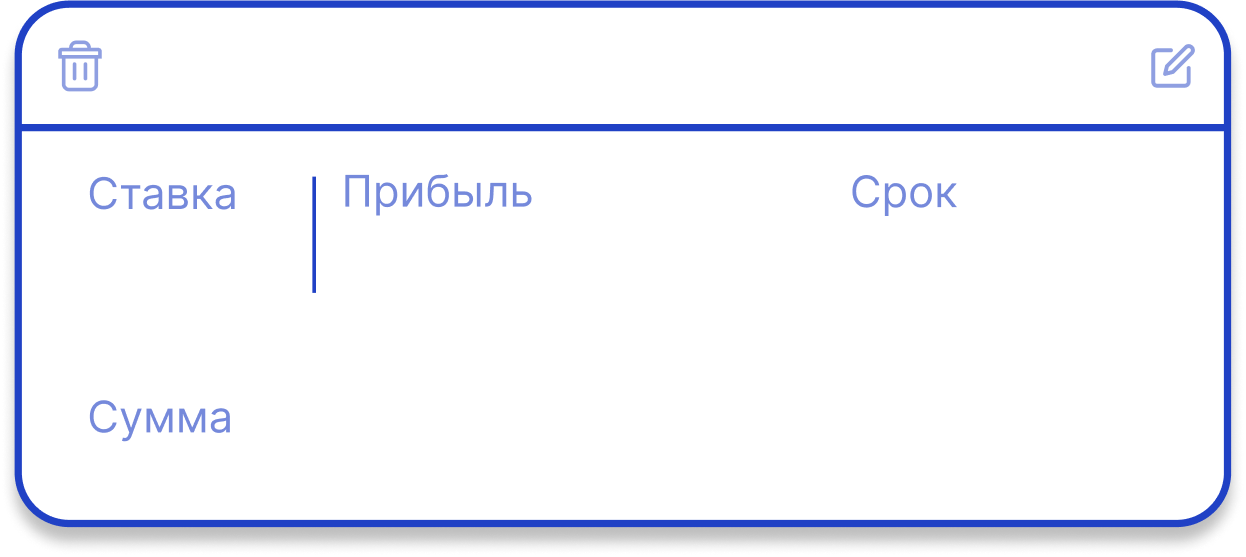 Ставка
Прибыль
Срок
Сумма